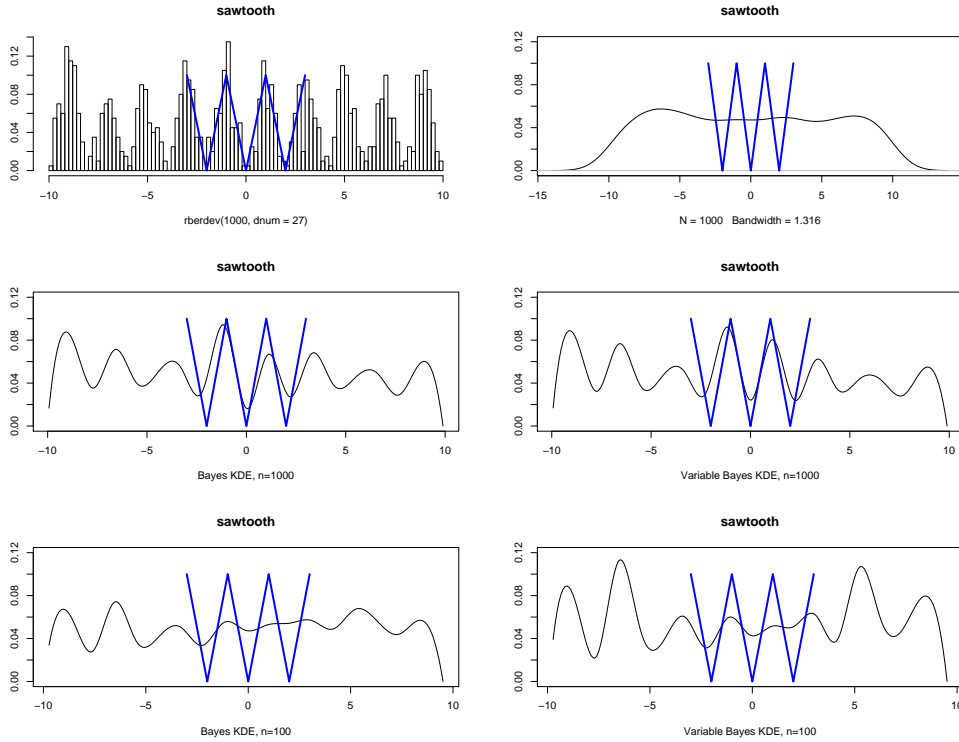 sawtooth
0.00 0.04 0.08 0.12
−10 −5 0 5 10
rberdev(1000, dnum = 27)
sawtooth
0.00 0.04 0.08 0.12
−15 −10 −5 0 5 10
N = 1000 Bandwidth = 1.316
sawtooth
0.00 0.04 0.08 0.12
−10 −5 0 5 10
Bayes KDE, n=1000
sawtooth
0.00 0.04 0.08 0.12
−10 −5 0 5 10
Variable Bayes KDE, n=1000
sawtooth
0.00 0.04 0.08 0.12
−10 −5 0 5 10
Bayes KDE, n=100
sawtooth
0.00 0.04 0.08 0.12
−10 −5 0 5 10
Variable Bayes KDE, n=100